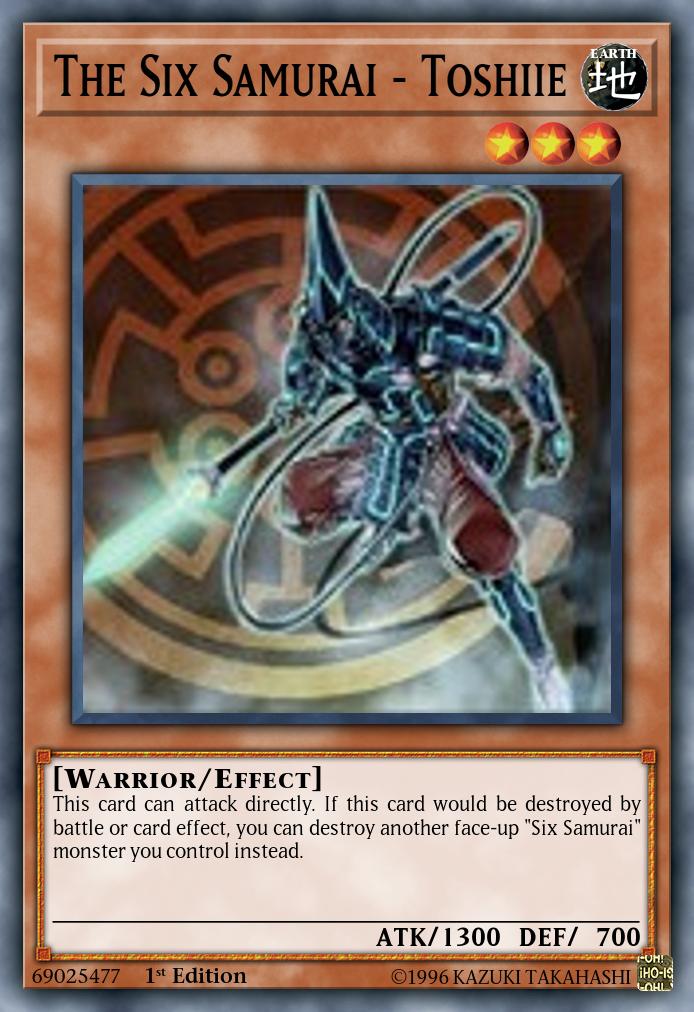 The Six Samurai - Toshiie
EARTH
地
[Warrior/Effect]
This card can attack directly. If this card would be destroyed by
battle or card effect, you can destroy another face-up "Six Samurai"
monster you control instead.
ATK/1300 DEF/ 700
69025477 1st Edition ©1996 KAZUKI TAKAHASHI